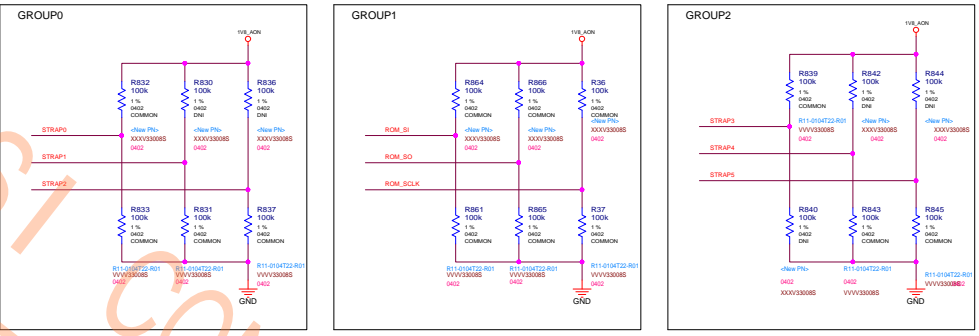 GROUP0
1V8_AON
R832
100k
1 %
0402
COMMON
R830
100k
1 %
0402
DNI
R836
100k
1 %
0402
DNI
STRAP0
<New PN>
XXXV33008S
0402
<New PN>
XXXV33008S
0402
<New PN>
XXXV33008S
0402
STRAP1
STRAP2
R833
100k
1 %
0402
COMMON
R831
100k
1 %
0402
COMMON
R837
100k
1 %
0402
COMMON
R11-0104T22-R01
VVVV33008S
0402
R11-0104T22-R01
VVVV33008S
0402
R11-0104T22-R01
VVVV33008S
0402
GND
GROUP1
1V8_AON
R864
100k
1 %
0402
COMMON
R866
100k
1 %
0402
COMMON
R36
100k
1 %
0402
COMMON
ROM_SI
<New PN>
XXXV33008S
0402
<New PN>
XXXV33008S
0402
<New PN>
XXXV33008S
0402
ROM_SO
ROM_SCLK
R861
100k
1 %
0402
COMMON
R865
100k
1 %
0402
COMMON
R37
100k
1 %
0402
COMMON
R11-0104T22-R01
VVVV33008S
0402
R11-0104T22-R01
VVVV33008S
0402
R11-0104T22-R01
VVVV33008S
0402
GND
GROUP2
1V8_AON
R839
100k
1 %
0402
COMMON
R842
100k
1 %
0402
DNI
R844
100k
1 %
0402
DNI
STRAP3
R11-0104T22-R01
VVVV33008S
0402
<New PN>
XXXV33008S
0402
<New PN>
XXXV33008S
0402
STRAP4
STRAP5
R840
100k
1 %
0402
DNI
R843
100k
1 %
0402
COMMON
R845
100k
1 %
0402
COMMON
<New PN>
0402
XXXV33008S
R11-0104T22-R01
0402
VVVV33008S
R11-0104T22-R01
0402
GND